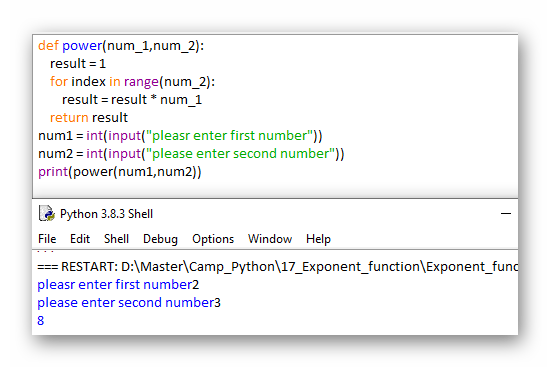 def power(num_1,num_2):
result = 1
for index in range(num_2):
result = result * num_1
return result
num1 = int(input("pleasr enter first number"))
num2 = int(input("please enter second number"))
print(power(num1,num2))
Python 3.8.3 Shell
File Edit Shell Debug Options Window Help
=== RESTART: D:\Master\Camp_Python\17_Exponent_function\Exponent_func
pleasr enter first number2
please enter second number3
8